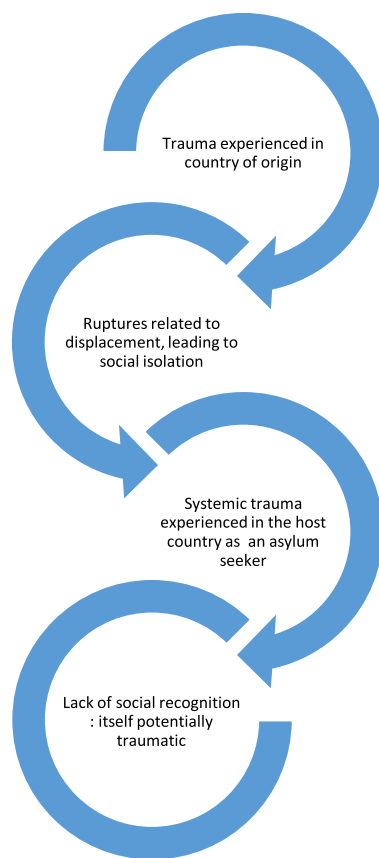 Trauma experienced in
country of origin
Ruptures related to
displacement, leading to
social isolation
Systemic trauma
experienced in the host
country as an asylum
seeker
Lack of social recognition
: itself potentially
traumatic